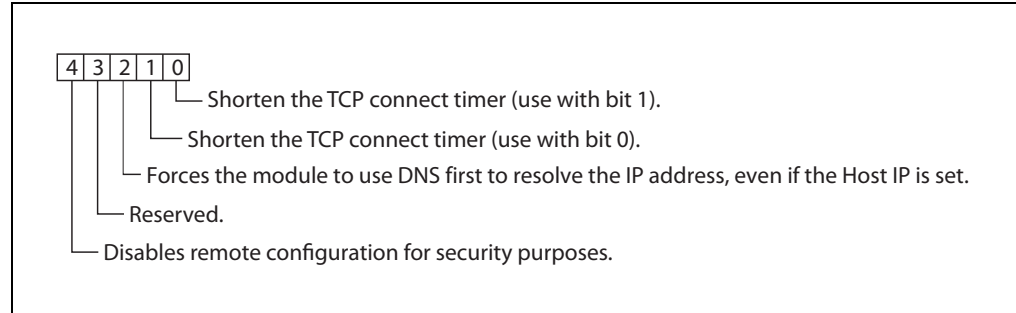 4 3 2 1 0
Shorten the TCP connect timer (use with bit 1).
Shorten the TCP connect timer (use with bit 0).
Forces the module to use DNS first to resolve the IP address, even if the Host IP is set.
Reserved.
Disables remote configuration for security purposes.